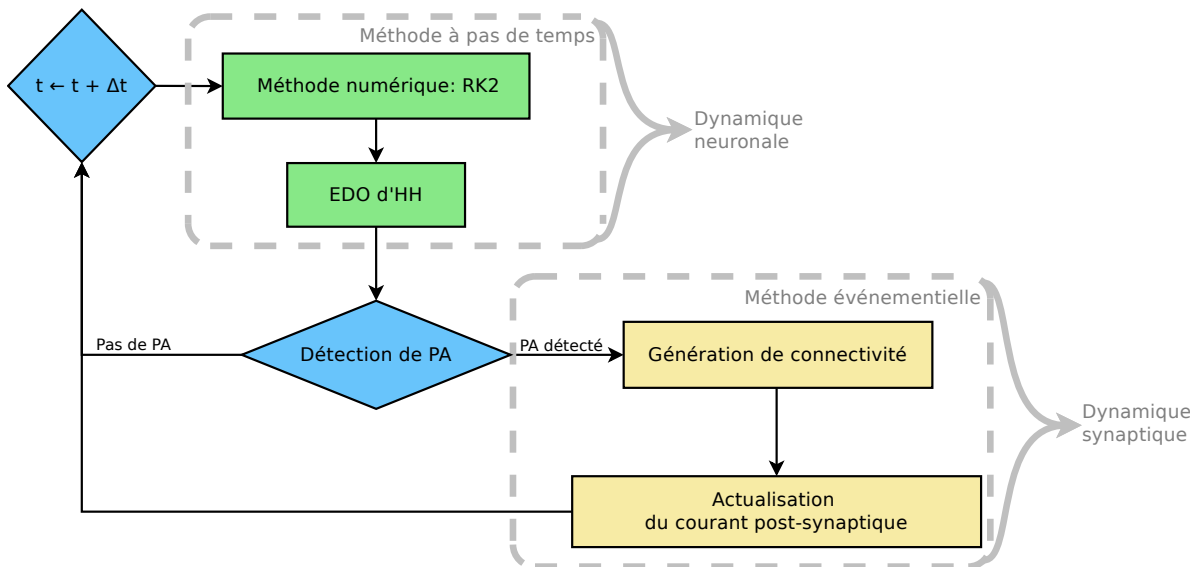 Méthode à pas de temps
t ← t + Δt
Méthode numérique: RK2
Dynamique
neuronale
EDO d'HH
Méthode événementielle
Pas de PA
Détection de PA
PA détecté
Génération de connectivité
Dynamique
synaptique
Actualisation
du courant post-synaptique